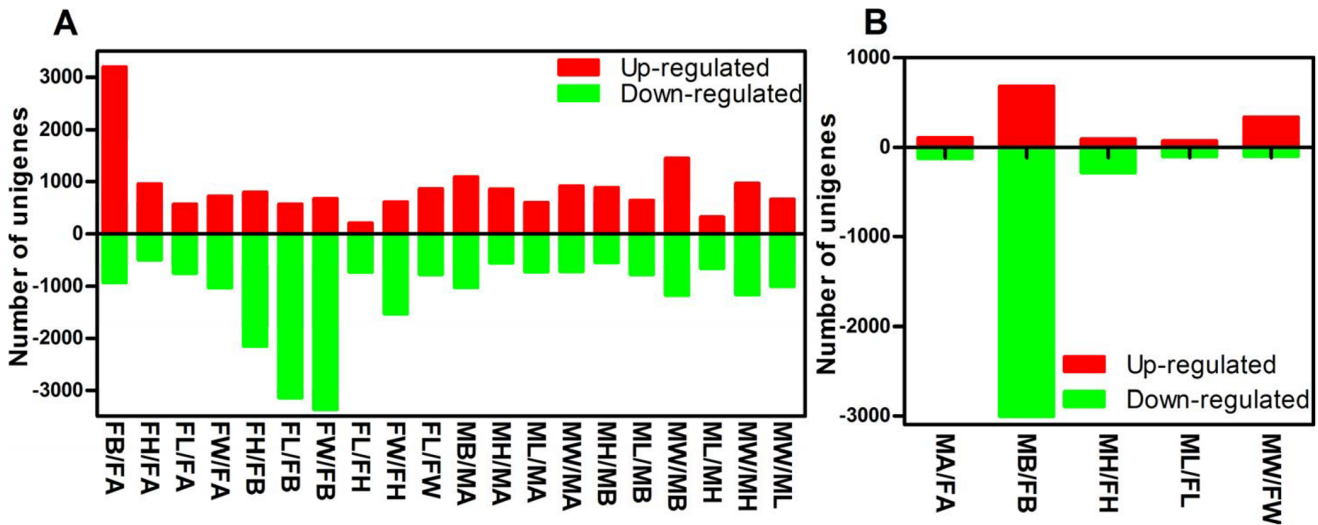 A
B
Number of unigenes
3000
2000
1000
0
-1000
-2000
-3000
Up-regulated
Down-regulated
FB/FA
FH/FA
FL/FA
FW/FA
FH/FB
FL/FB
FW/FB
FL/FH
FW/FH
FL/FW
MB/MA
MH/MA
ML/MA
MW/MA
MH/MB
ML/MB
MW/MB
ML/MH
MW/MH
MW/ML
Number of unigenes
1000
0
-1000
-2000
-3000
Up-regulated
Down-regulated
MA/FA
MB/FB
MH/FH
ML/FL
MW/FW